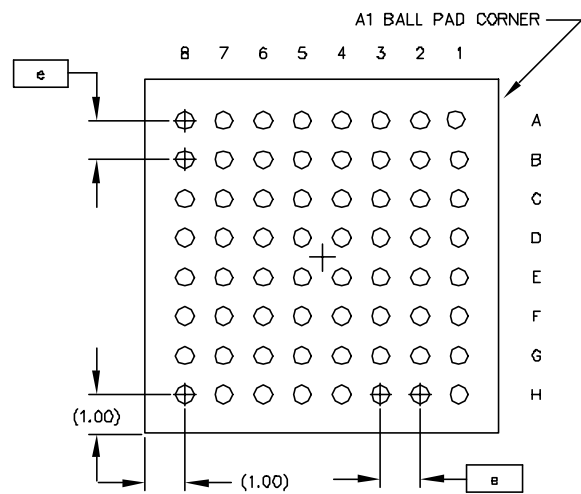 A1 BALL PAD CORNER
8 7 6 5 4 3 2 1
e
A
B
C
D
E
F
G
H
(1.00)
(1.00)
e